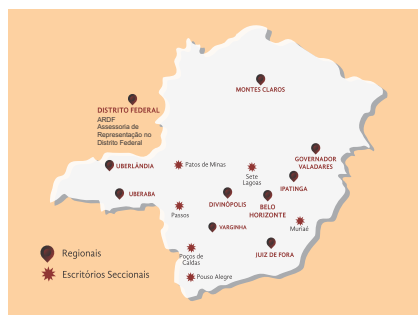 MONTES CLAROS
DISTRITO FEDERAL
ARDF
Assessoria de
Representação no
Distrito Federal
GOVERNADOR
VALADARES
UBERLÂNDIA
Patos de Minas
Sete
Lagoas
IPATINGA
UBERABA
DIVINÓPOLIS
BELO
HORIZONTE
Passos
Muriaé
VARGINHA
JUIZ DE FORA
Poços de
Caldas
Pouso Alegre
Regionais
Escritórios Seccionais